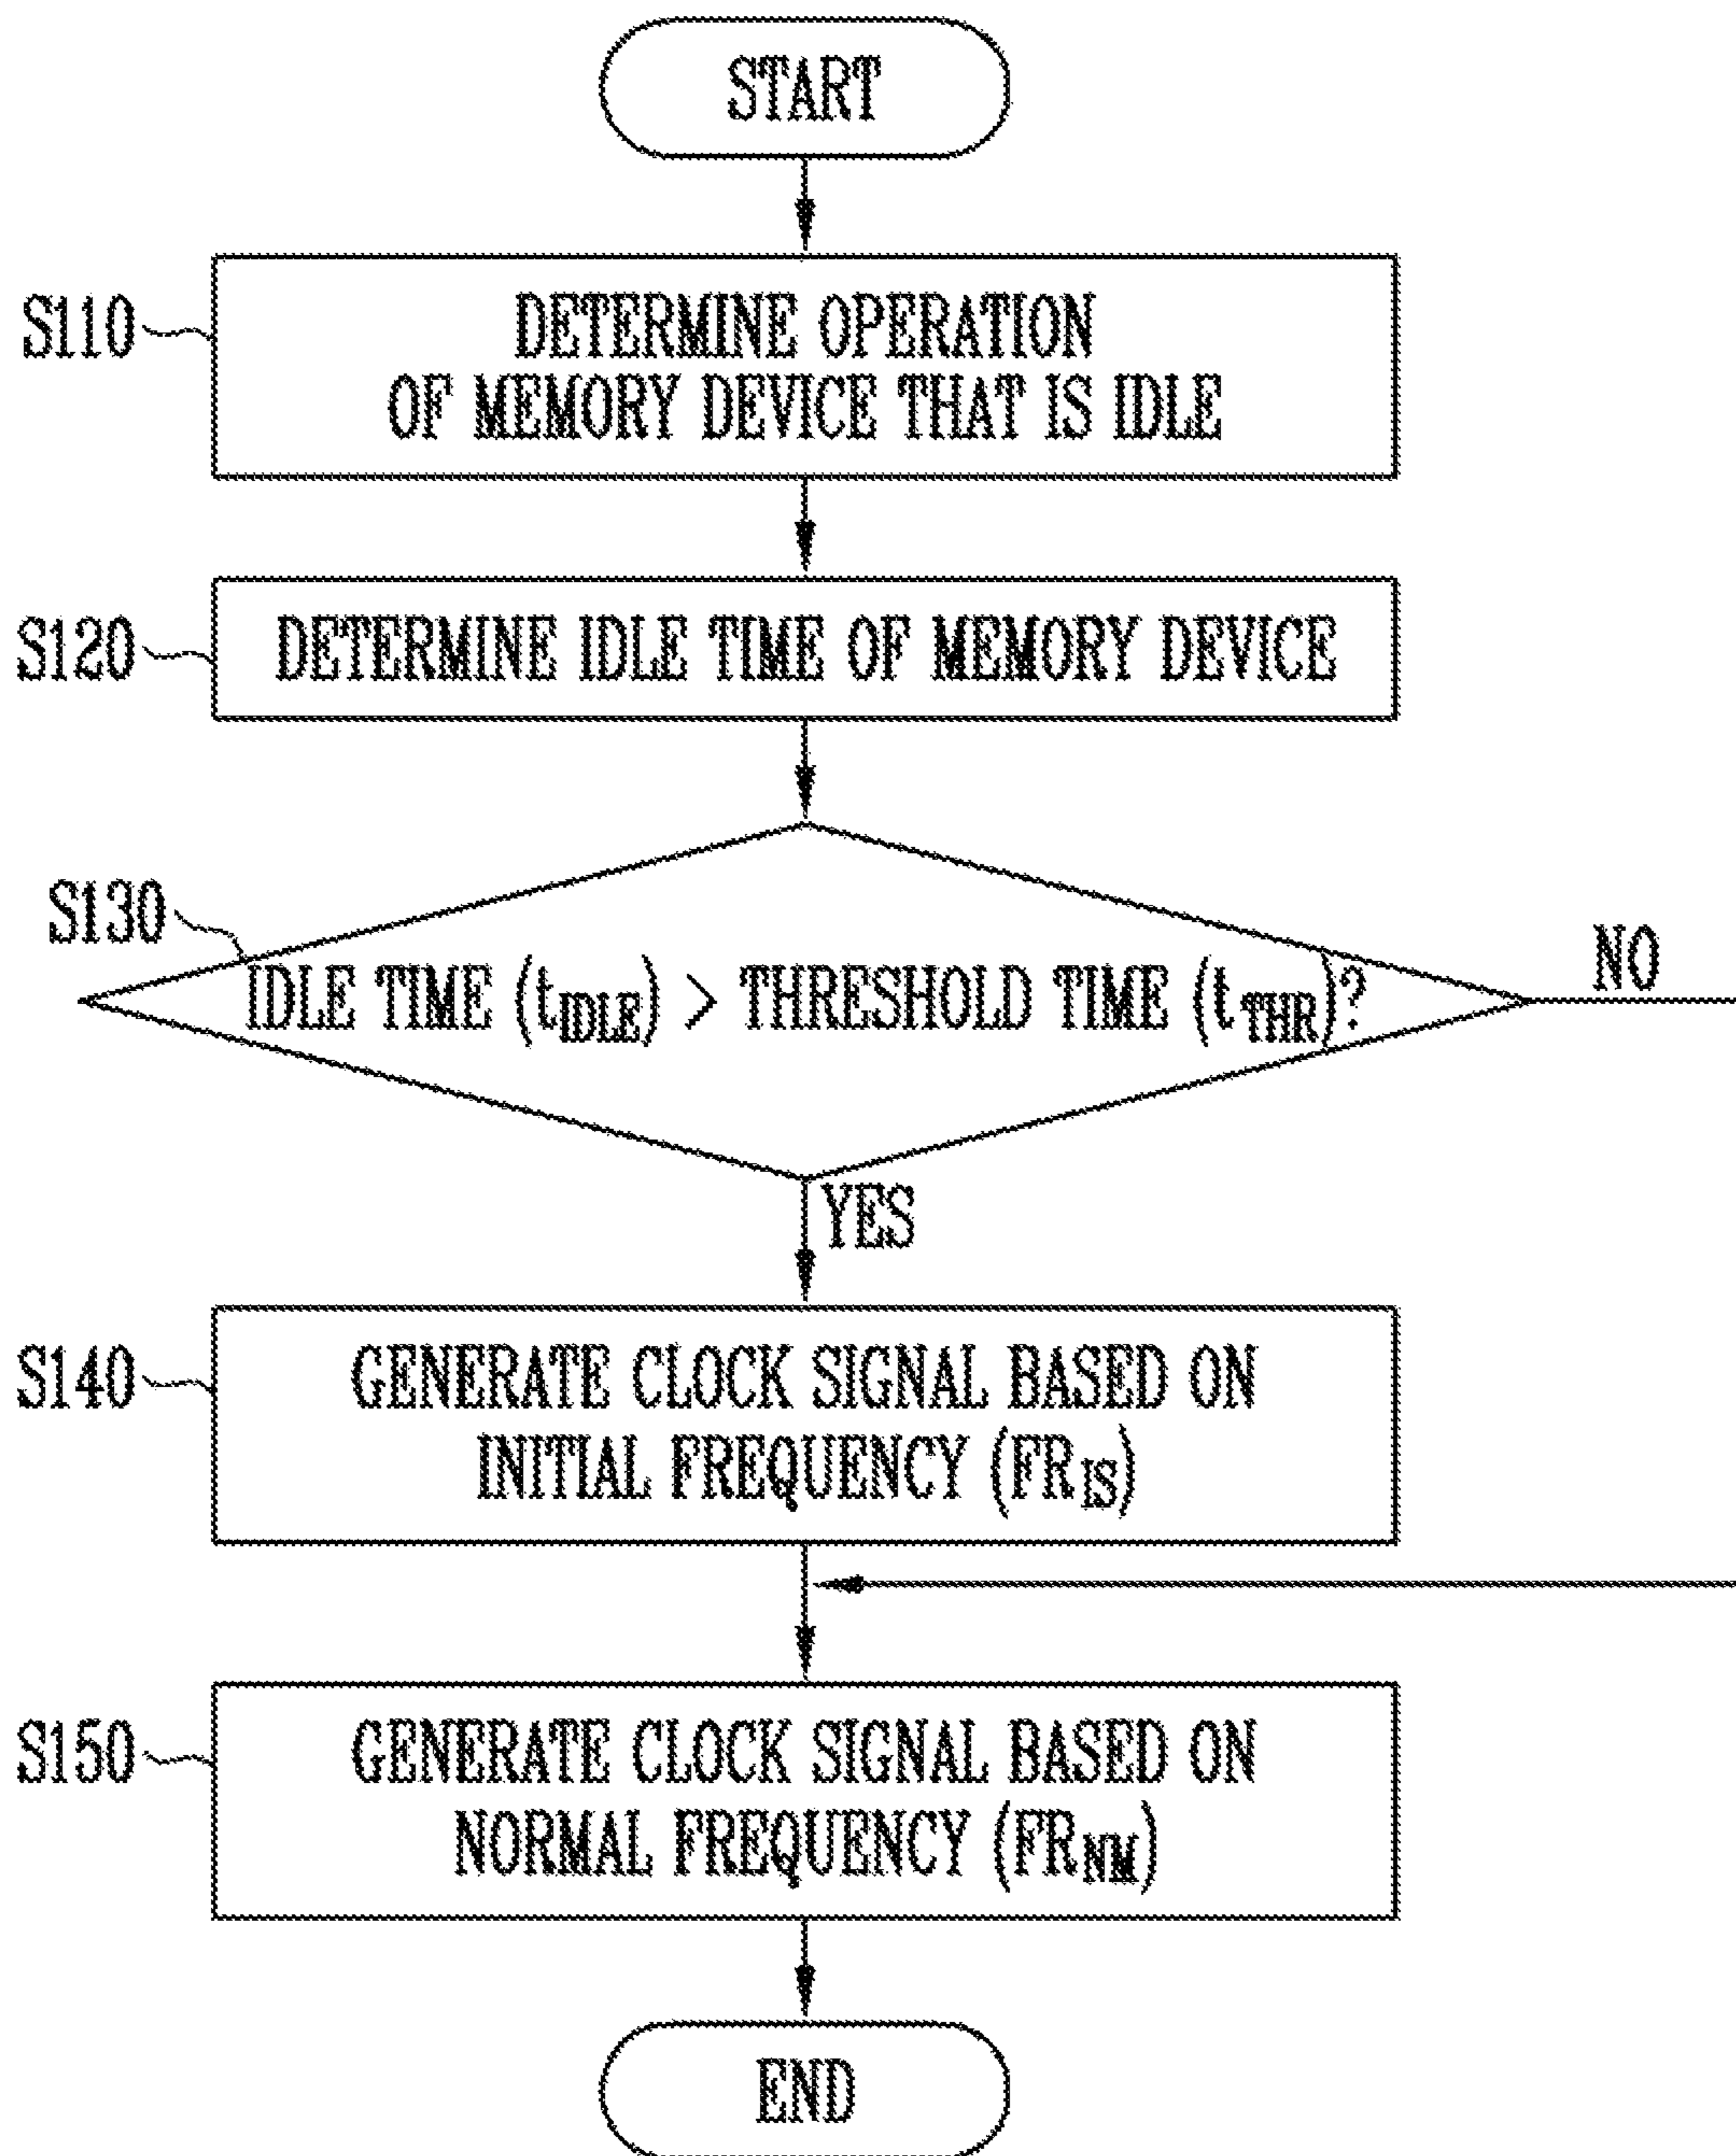 START
S110
DETERMINE OPERATION
OF MEMORY DEVICE THAT IS IDLE
S120
DETERMINE IDLE TIME OF MEMORY DEVICE
S130
IDLE TIME (tIDLE) > THRESHOLD TIME (tTHR)?
NO
YES
S140
GENERATE CLOCK SIGNAL BASED ON
INITIAL FREQUENCY (FRIS)
S150
GENERATE CLOCK SIGNAL BASED ON
NORMAL FREQUENCY (FRNM)
END